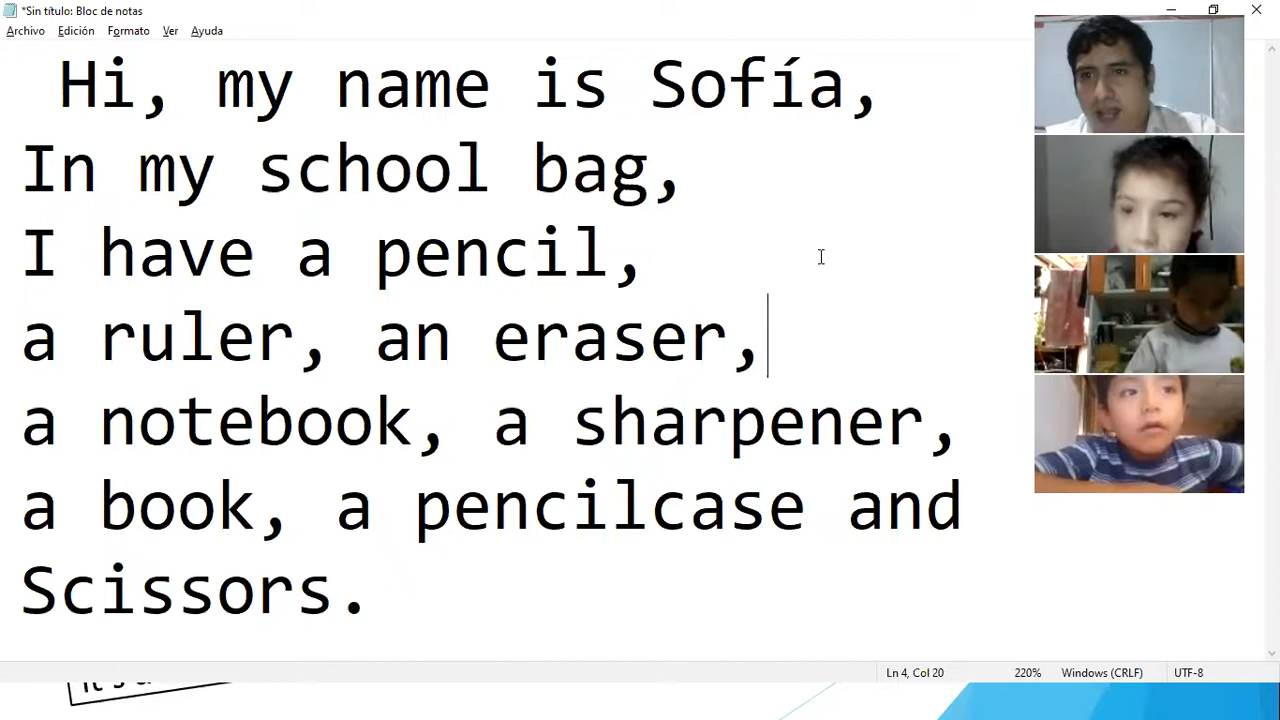 *Sin título: Bloc de notas
Archivo Edición Formato Ver Ayuda
Hi, my name is Sofía,
In my school bag,
I have a pencil,
a ruler, an eraser,
a notebook, a sharpener,
a book, a pencilcase and
Scissors.
Ln 4, Col 20 220% Windows (CRLF) UTF-8